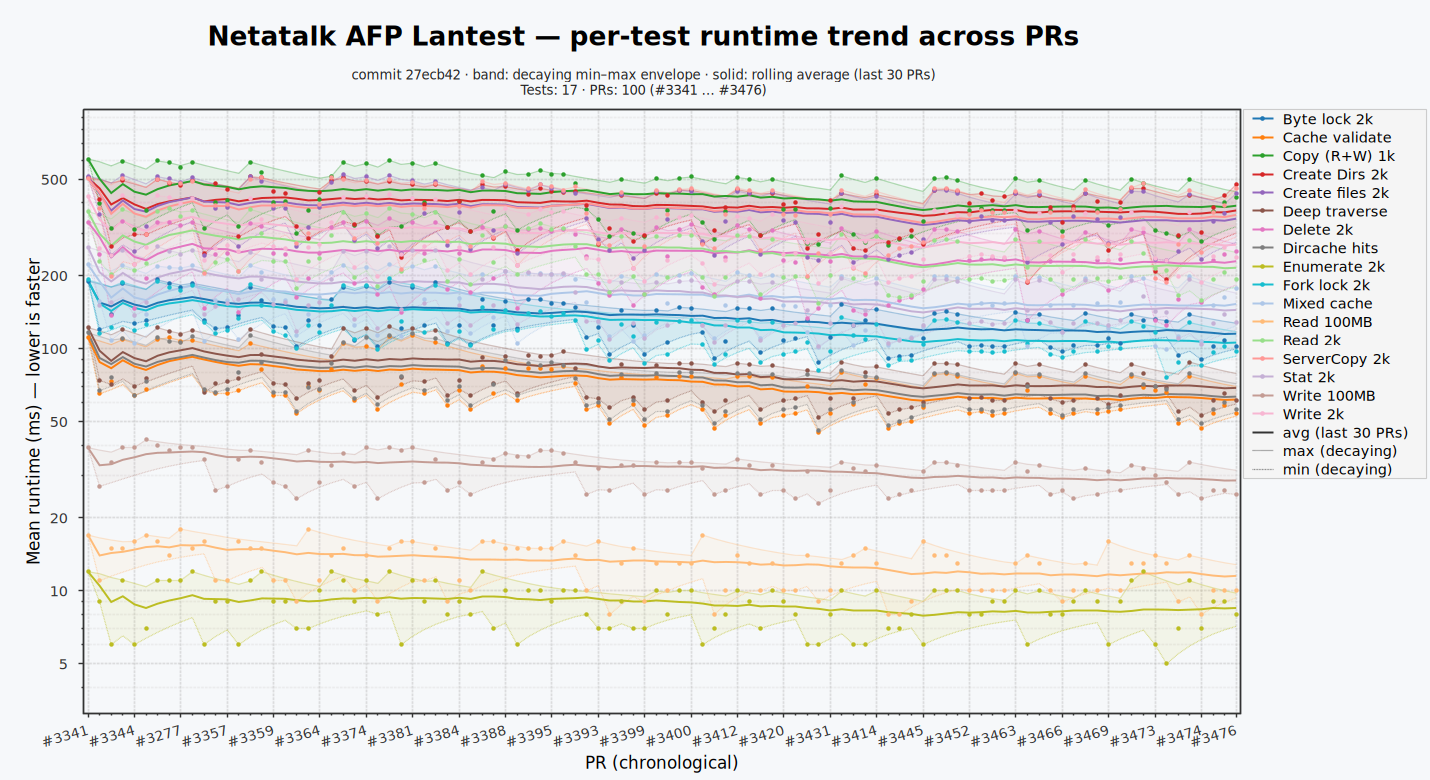 Netatalk AFP Lantest — per-test runtime trend across PRs
commit 27ecb42 · band: decaying min–max envelope · solid: rolling average (last 30 PRs)
Tests: 17 · PRs: 100 (#3341 … #3476)
Mean runtime (ms) — lower is faster
500
200
100
50
20
10
5
#3341 #3344 #3277 #3357 #3359 #3364 #3374 #3381 #3384 #3388 #3395 #3393 #3399 #3400 #3412 #3420 #3431 #3414 #3445 #3452 #3463 #3466 #3469 #3473 #3474 #3476
PR (chronological)
Byte lock 2k
Cache validate
Copy (R+W) 1k
Create Dirs 2k
Create files 2k
Deep traverse
Delete 2k
Dircache hits
Enumerate 2k
Fork lock 2k
Mixed cache
Read 100MB
Read 2k
ServerCopy 2k
Stat 2k
Write 100MB
Write 2k
avg (last 30 PRs)
max (decaying)
min (decaying)